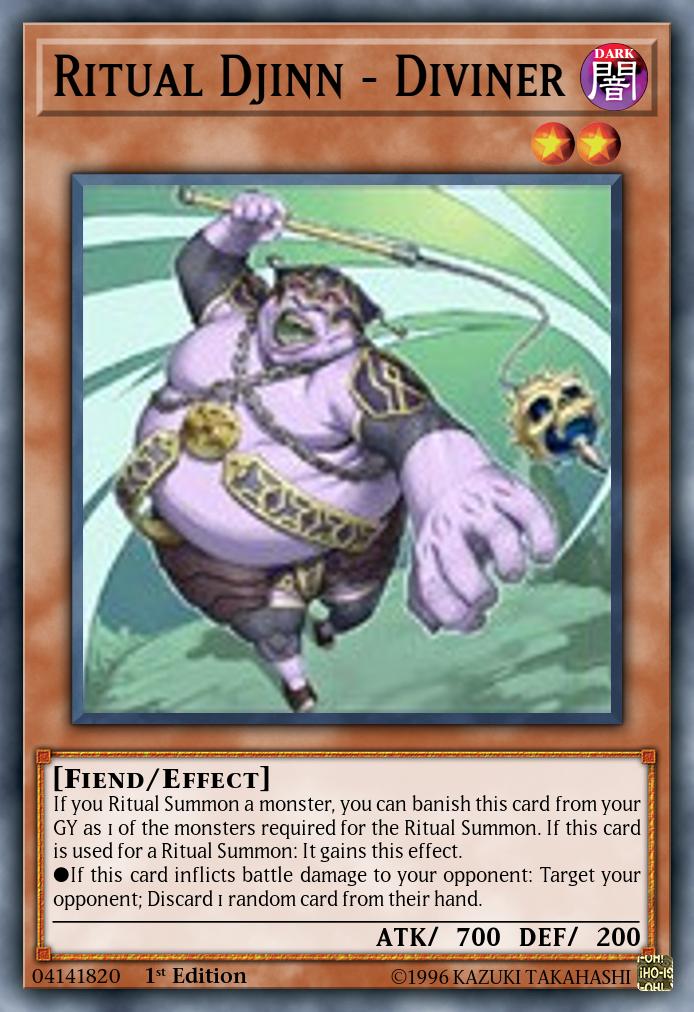 Ritual Djinn - Diviner
DARK
闇
[Fiend/Effect]
If you Ritual Summon a monster, you can banish this card from your
GY as 1 of the monsters required for the Ritual Summon. If this card
is used for a Ritual Summon: It gains this effect.
●If this card inflicts battle damage to your opponent: Target your
opponent; Discard 1 random card from their hand.
ATK/ 700 DEF/ 200
04141820 1st Edition ©1996 KAZUKI TAKAHASHI